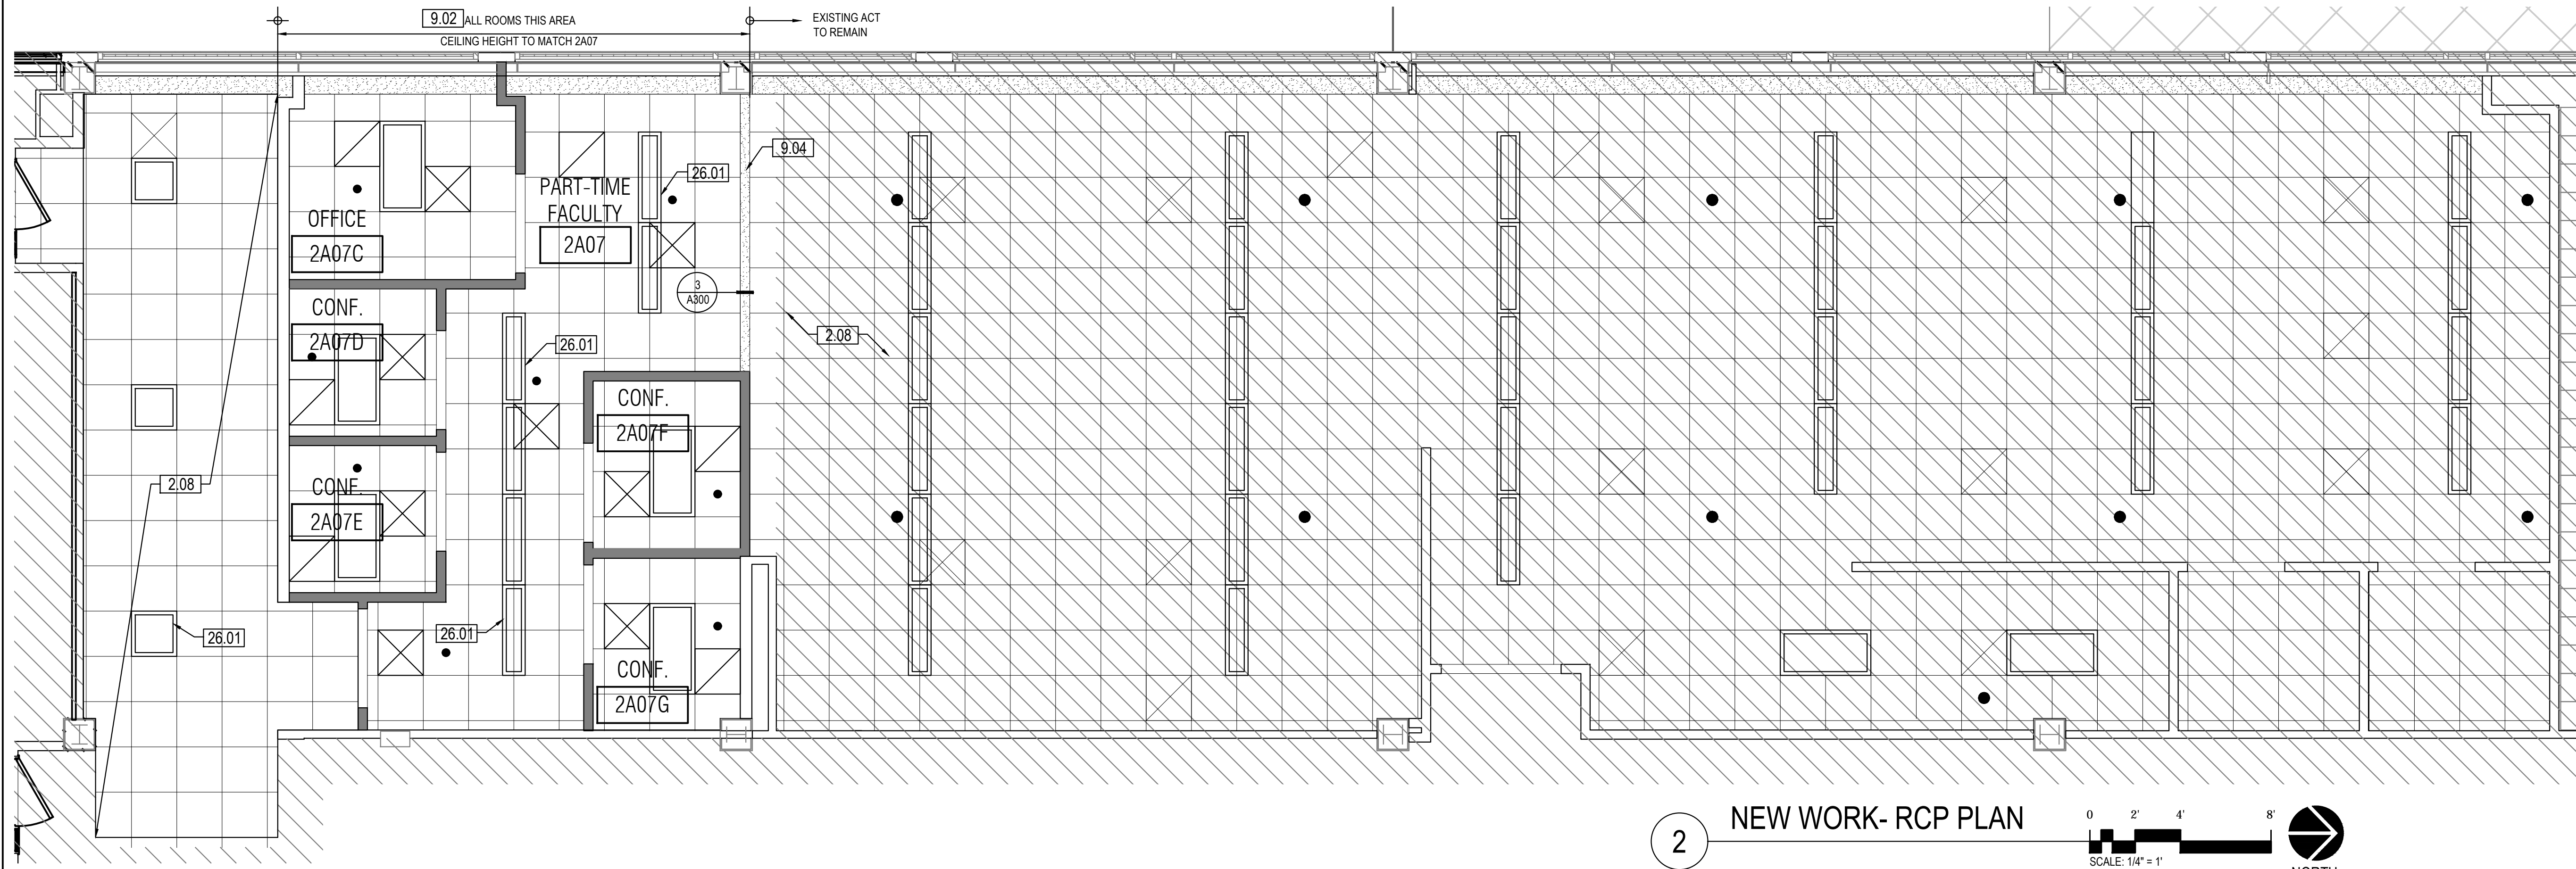 9.02 ALL ROOMS THIS AREA
CEILING HEIGHT TO MATCH 2A07
EXISTING ACT
TO REMAIN
9.04
26.01
PART-TIME
FACULTY
2A07
OFFICE
2A07C
3
A300
CONF.
2A07D
26.01
2.08
CONF.
2A07F
2.08
CONF.
2A07E
26.01
26.01
CONF.
2A07G
2
NEW WORK- RCP PLAN
0 2' 4' 8'
SCALE: 1/4" = 1'
NORTH